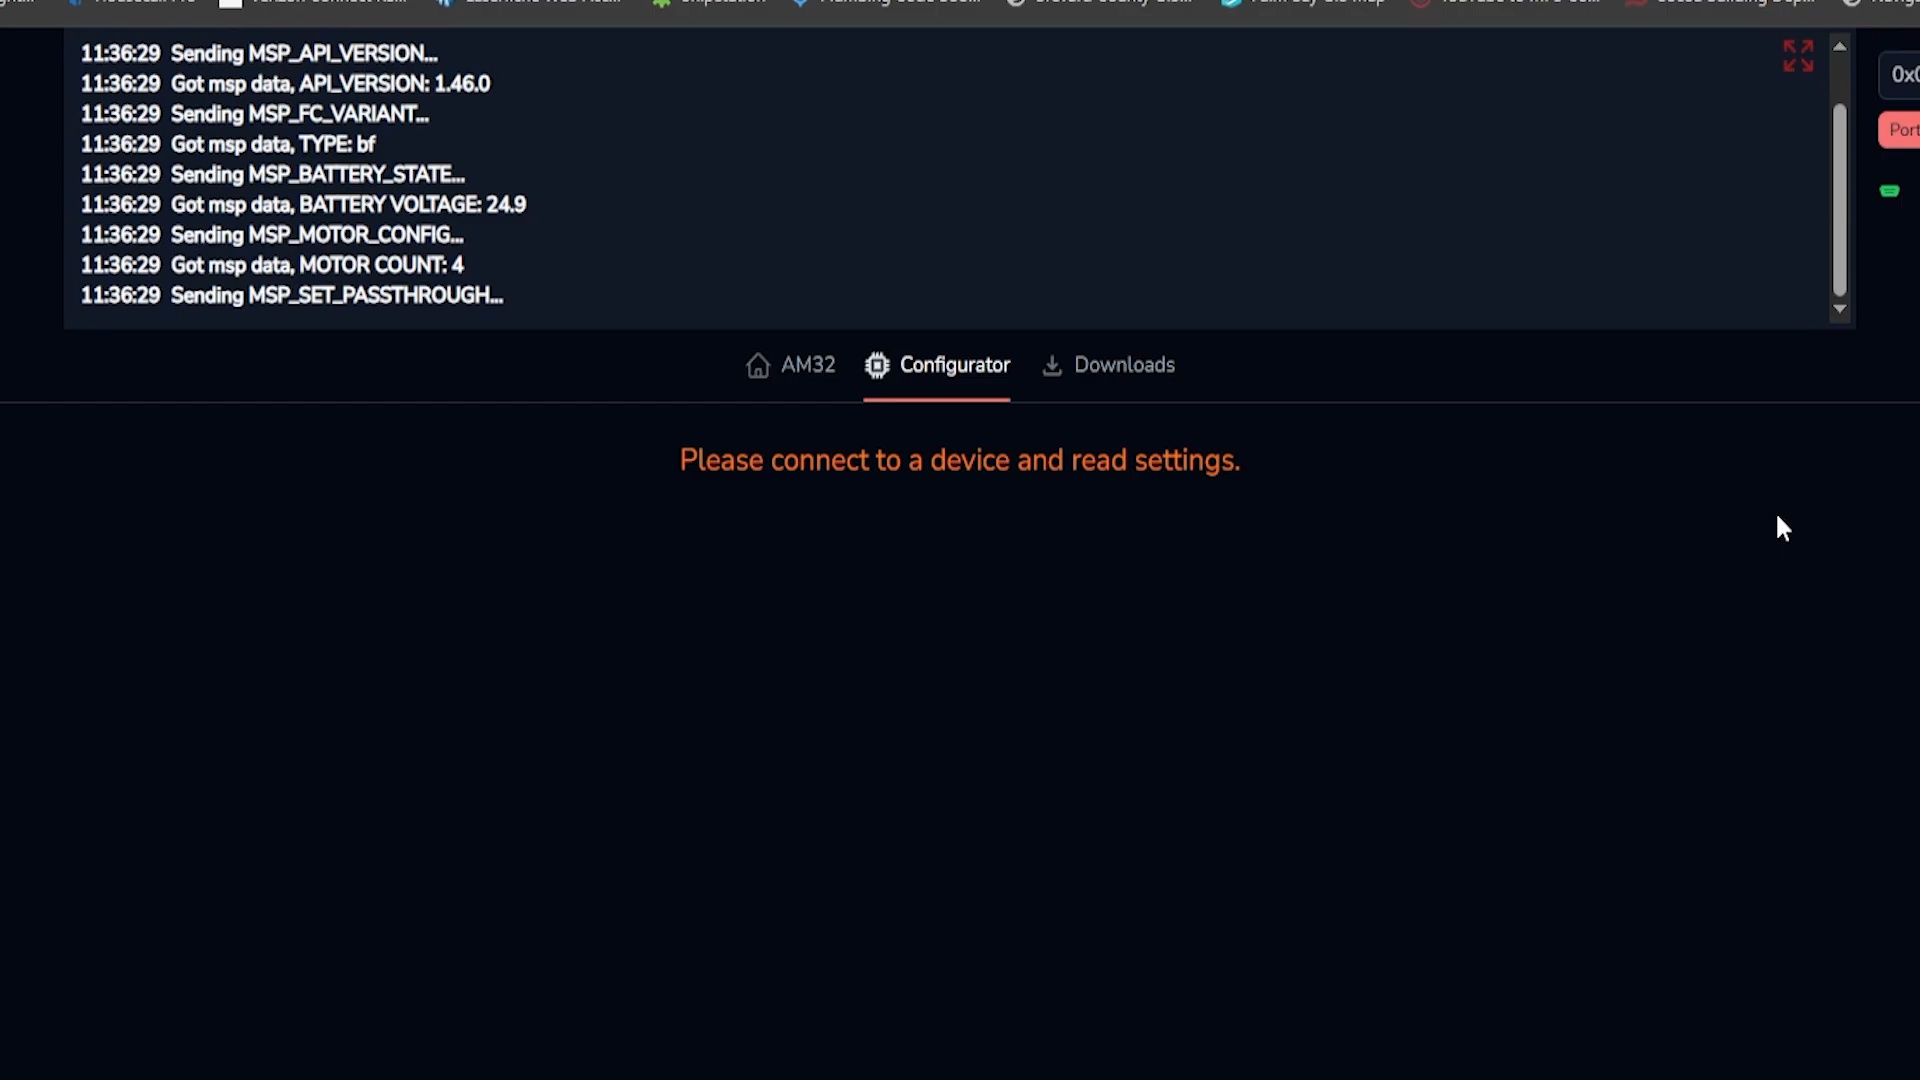 11:36:29 Sending MSP_API_VERSION...
11:36:29 Got msp data, API_VERSION: 1.46.0
11:36:29 Sending MSP_FC_VARIANT...
11:36:29 Got msp data, TYPE: bf
11:36:29 Sending MSP_BATTERY_STATE...
11:36:29 Got msp data, BATTERY VOLTAGE: 24.9
11:36:29 Sending MSP_MOTOR_CONFIG...
11:36:29 Got msp data, MOTOR COUNT: 4
11:36:29 Sending MSP_SET_PASSTHROUGH...
Port
AM32 Configurator Downloads
Please connect to a device and read settings.